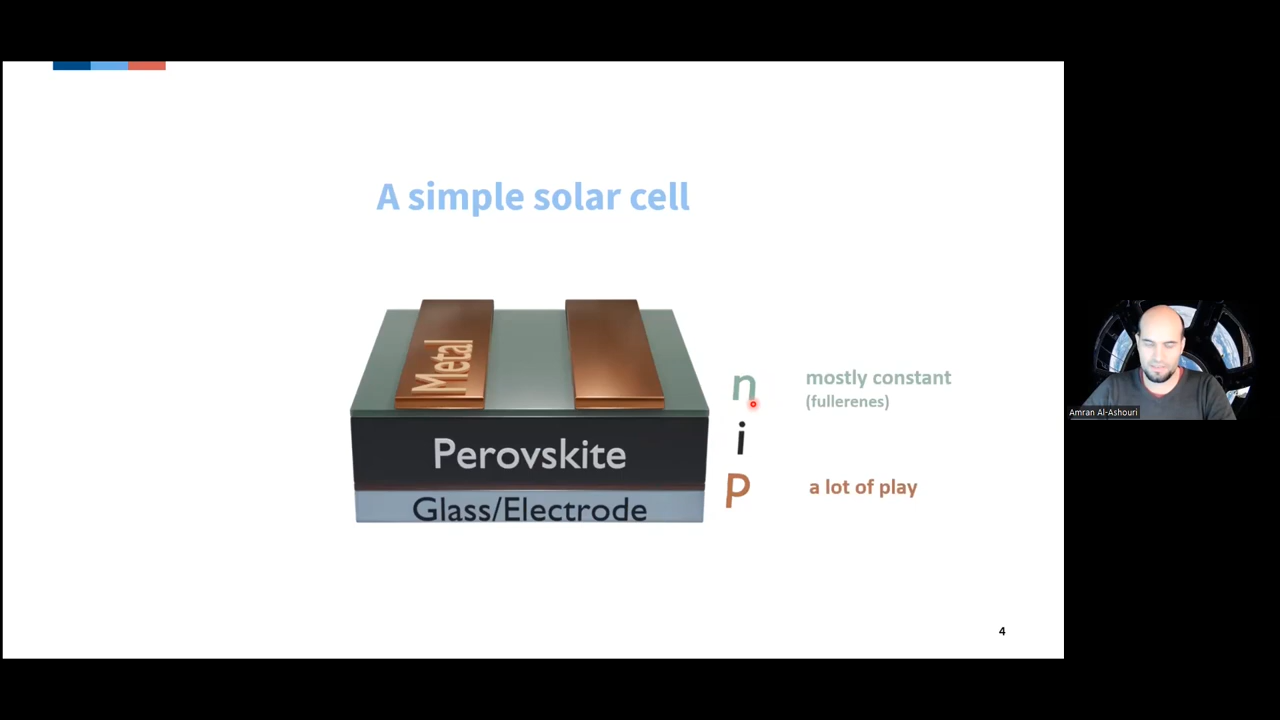 A simple solar cell
Metal
n
mostly constant
(fullerenes)
i
Perovskite
p
a lot of play
Glass/Electrode
4
Amran Al-Ashouri